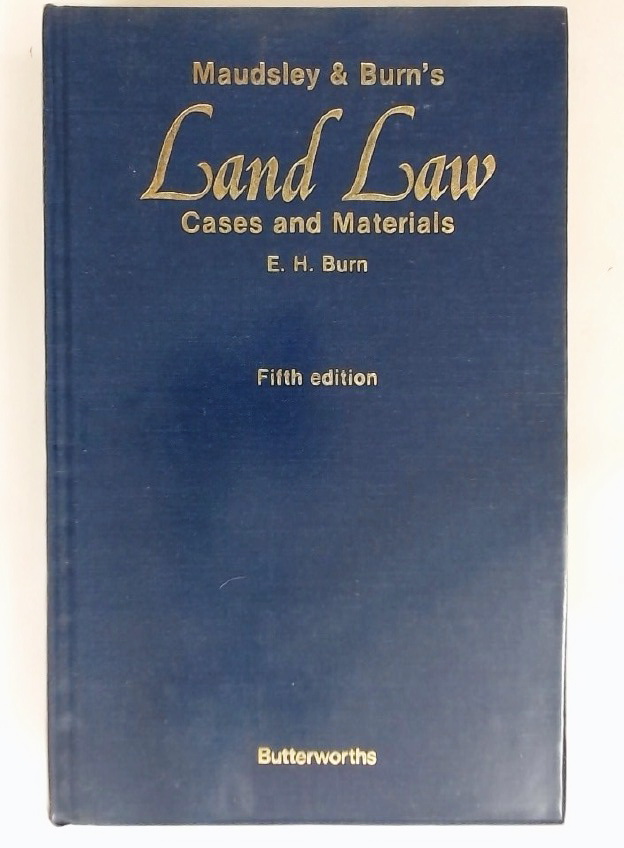 Maudsley & Burn's
Land Law
Cases and Materials
E. H. Burn
Fifth edition
Butterworths